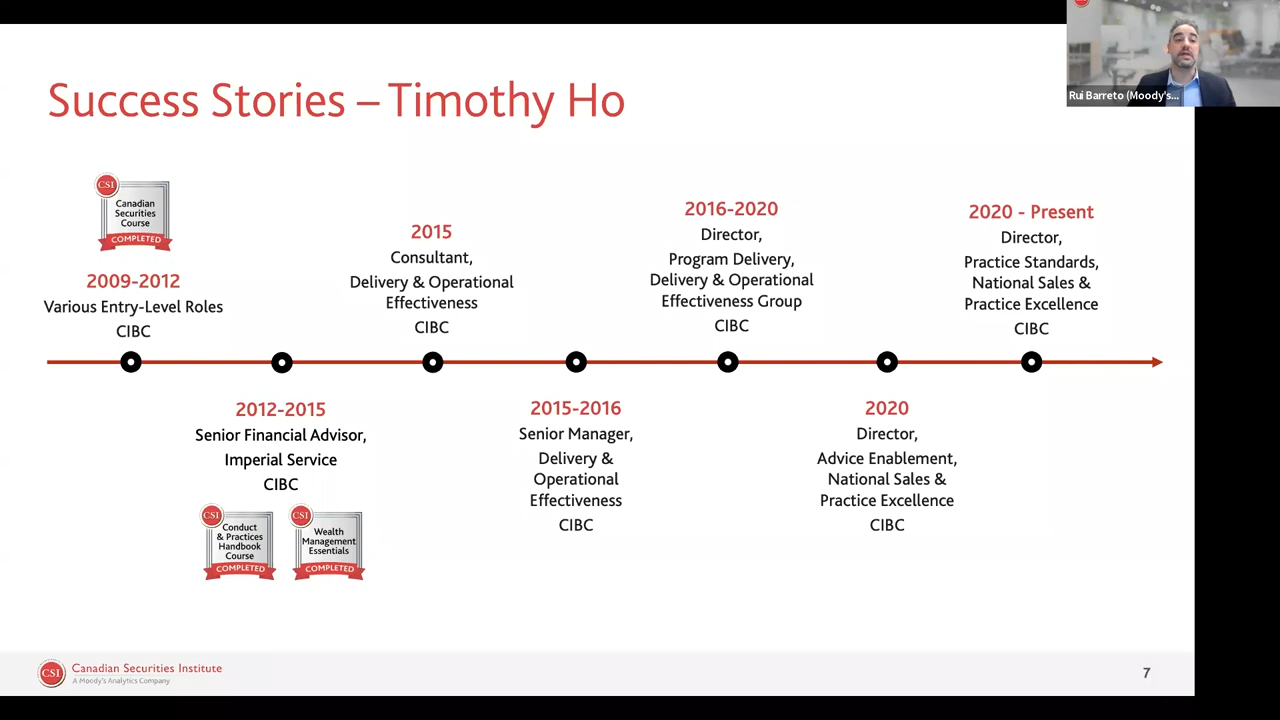 Success Stories – Timothy Ho
Rui Barreto (Moody's...
CSI
Canadian
Securities
Course
COMPLETED
2009-2012
Various Entry-Level Roles
CIBC
2012-2015
Senior Financial Advisor,
Imperial Service
CIBC
CSI
Conduct
& Practices
Handbook
Course
COMPLETED
CSI
Wealth
Management
Essentials
COMPLETED
2015
Consultant,
Delivery & Operational
Effectiveness
CIBC
2015-2016
Senior Manager,
Delivery &
Operational
Effectiveness
CIBC
2016-2020
Director,
Program Delivery,
Delivery & Operational
Effectiveness Group
CIBC
2020
Director,
Advice Enablement,
National Sales &
Practice Excellence
CIBC
2020 - Present
Director,
Practice Standards,
National Sales &
Practice Excellence
CIBC
CSI
Canadian Securities Institute
A Moody's Analytics Company
7